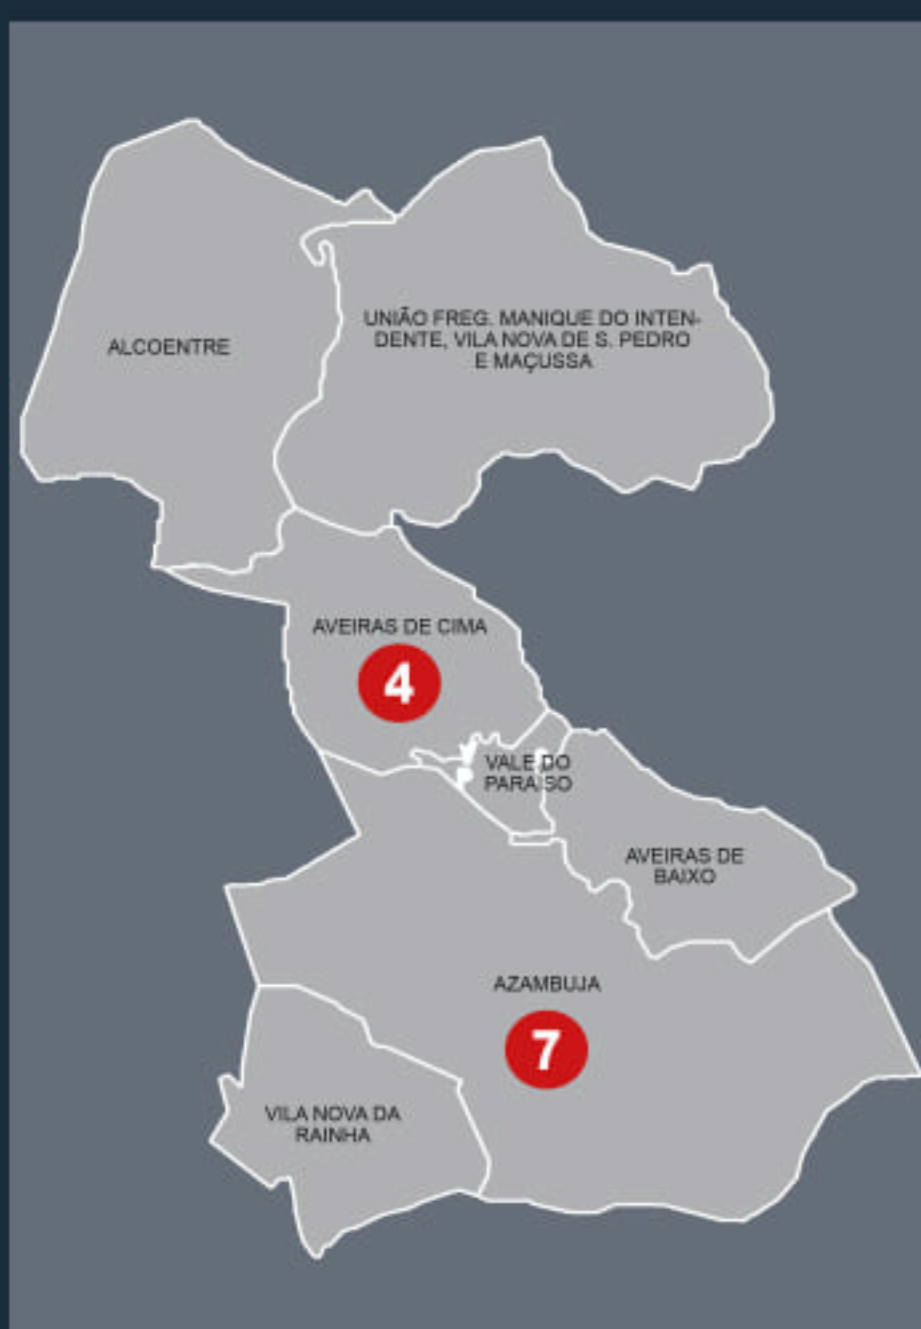 ALCOENTRE
UNIÃO FREG. MANIQUE DO INTEN-
DENTE, VILA NOVA DE S. PEDRO
E MAÇUSSA
AVEIRAS DE CIMA
4
VALE DO
PARAISO
AVEIRAS DE
BAIXO
AZAMBUJA
7
VILA NOVA DA
RAINHA